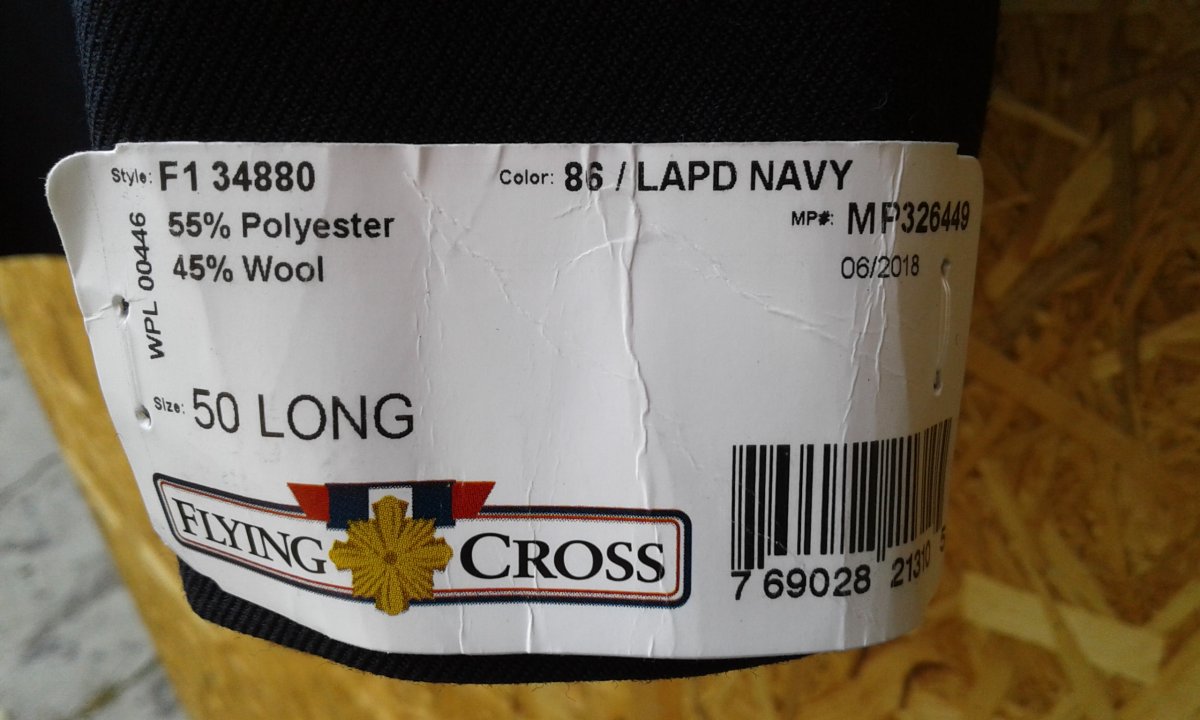 Style: F1 34880
Color: 86 / LAPD NAVY
55% Polyester
MP#: MP326449
45% Wool
06/2018
WPL 00446
Size: 50 LONG
FLYING CROSS
7 69028 21310 5